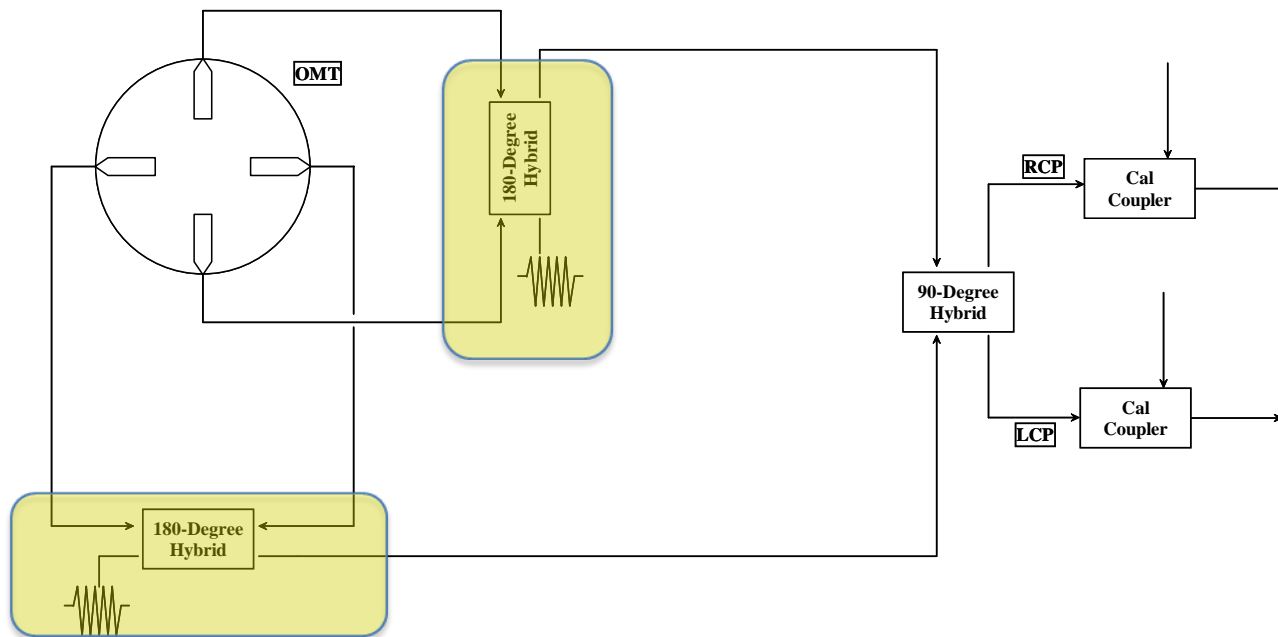 OMT
180-Degree
Hybrid
RCP
Cal
Coupler
90-Degree
Hybrid
LCP
Cal
Coupler
180-Degree
Hybrid